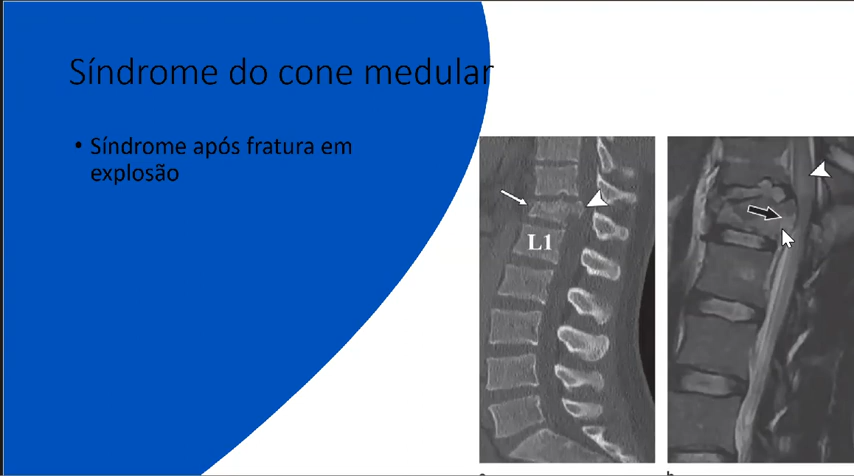 Síndrome do cone medular
• Síndrome após fratura em
explosão
L1